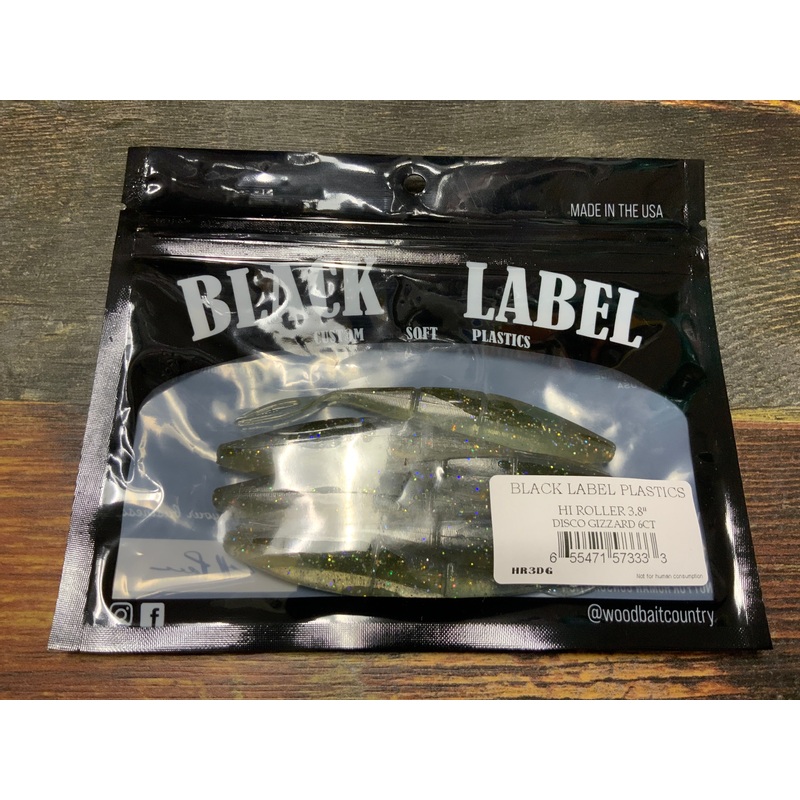 MADE IN THE USA
BLACK LABEL
CUSTOM SOFT PLASTICS
BLACK LABEL PLASTICS
HI ROLLER 3.8"
DISCO GIZZARD 6CT
6 55471 57333 3
HR3DG
Not for human consumption
@woodbaitcountry